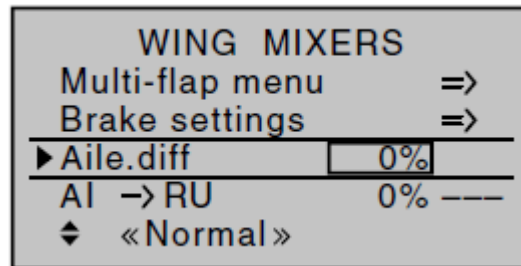 WING MIXERS
Multi-flap menu =>
Brake settings =>
▶Aile.diff 0%
AI –> RU 0% –––
«Normal»